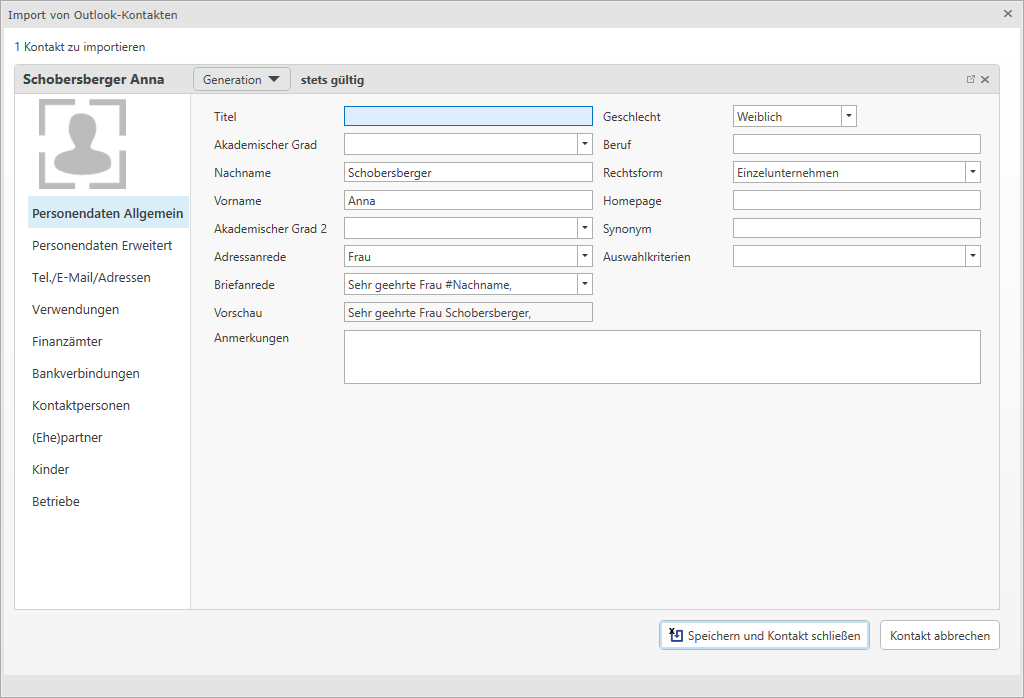 Import von Outlook-Kontakten
1 Kontakt zu importieren
Schobersberger Anna Generation stets gültig
Personendaten Allgemein
Personendaten Erweitert
Tel./E-Mail/Adressen
Verwendungen
Finanzämter
Bankverbindungen
Kontaktpersonen
(Ehe)partner
Kinder
Betriebe
Titel
Akademischer Grad
Nachname Schobersberger
Vorname Anna
Akademischer Grad 2
Adressanrede Frau
Briefanrede Sehr geehrte Frau #Nachname,
Vorschau Sehr geehrte Frau Schobersberger,
Anmerkungen
Geschlecht Weiblich
Beruf
Rechtsform Einzelunternehmen
Homepage
Synonym
Auswahlkriterien
Speichern und Kontakt schließen Kontakt abbrechen